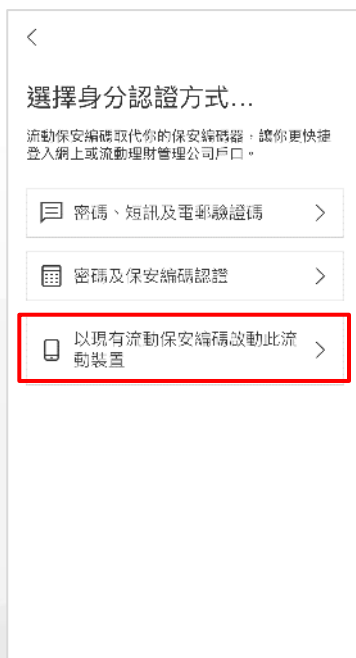 選擇身分認證方式...
流動保安編碼取代你的保安編碼器，讓你更快捷
登入網上或流動理財管理公司戶口。
密碼、短訊及電郵驗證碼
密碼及保安編碼認證
以現有流動保安編碼啟動此流
動裝置